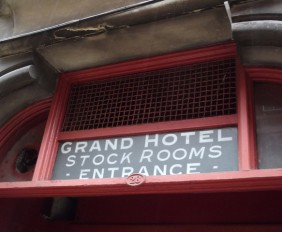 GRAND HOTEL
STOCK ROOMS
- ENTRANCE -